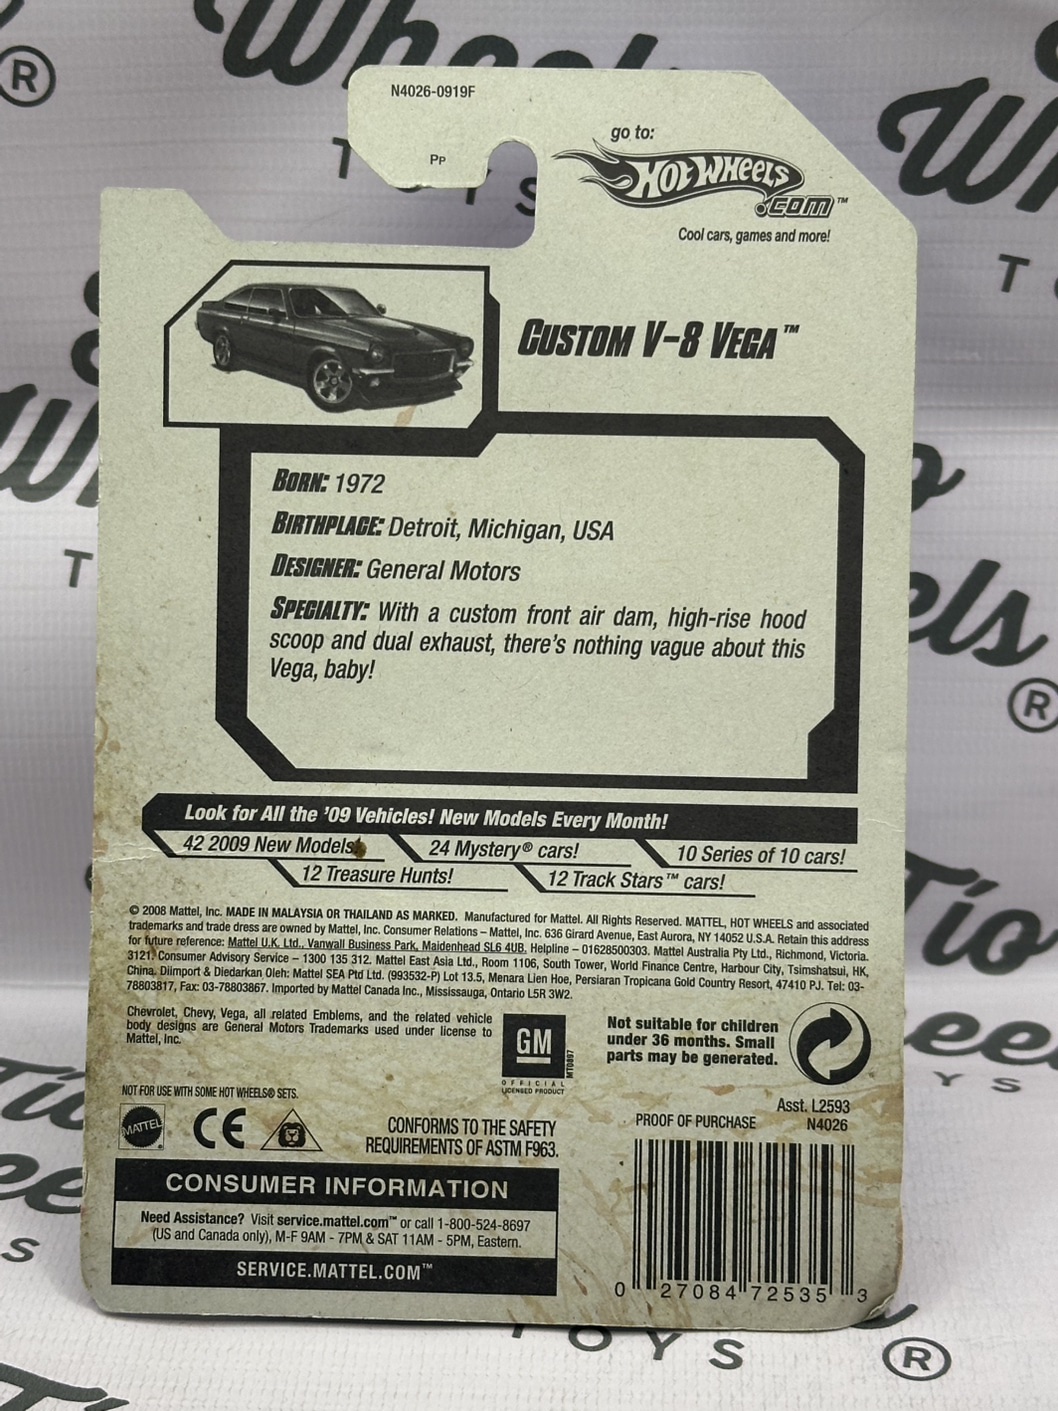 N4026-0919F
Pp
go to:
HOT WHEELS
.COM™
Cool cars, games and more!
CUSTOM V-8 VEGA™
BORN: 1972
BIRTHPLACE: Detroit, Michigan, USA
DESIGNER: General Motors
SPECIALTY: With a custom front air dam, high-rise hood
scoop and dual exhaust, there's nothing vague about this
Vega, baby!
Look for All the '09 Vehicles! New Models Every Month!
42 2009 New Models!
24 Mystery® cars!
10 Series of 10 cars!
12 Treasure Hunts!
12 Track Stars™ cars!
© 2008 Mattel, Inc. MADE IN MALAYSIA OR THAILAND AS MARKED. Manufactured for Mattel. All Rights Reserved. MATTEL, HOT WHEELS and associated
trademarks and trade dress are owned by Mattel, Inc. Consumer Relations – Mattel, Inc. 636 Girard Avenue, East Aurora, NY 14052 U.S.A. Retain this address
for future reference: Mattel U.K. Ltd., Vanwall Business Park, Maidenhead SL6 4UB. Helpline – 01628500303. Mattel Australia Pty Ltd., Richmond, Victoria.
3121. Consumer Advisory Service – 1300 135 312. Mattel East Asia Ltd., Room 1106, South Tower, World Finance Centre, Harbour City, Tsimshatsui, HK,
China. Diimport & Diedarkan Oleh: Mattel SEA Ptd Ltd. (993532-P) Lot 13.5, Menara Lien Hoe, Persiaran Tropicana Gold Country Resort, 47410 PJ. Tel: 03-
78803817, Fax: 03-78803867. Imported by Mattel Canada Inc., Mississauga, Ontario L5R 3W2.
Chevrolet, Chevy, Vega, all related Emblems, and the related vehicle
body designs are General Motors Trademarks used under license to
Mattel, Inc.
GM
OFFICIAL
LICENSED PRODUCT
MT0897
Not suitable for children
under 36 months. Small
parts may be generated.
NOT FOR USE WITH SOME HOT WHEELS® SETS.
MATTEL
CE
CONFORMS TO THE SAFETY
REQUIREMENTS OF ASTM F963.
Asst. L2593
PROOF OF PURCHASE N4026
CONSUMER INFORMATION
Need Assistance? Visit service.mattel.com™ or call 1-800-524-8697
(US and Canada only), M-F 9AM - 7PM & SAT 11AM - 5PM, Eastern.
SERVICE.MATTEL.COM™
0 27084 72535 3
Wheels
®
TOYS
Tio
TOYS
®